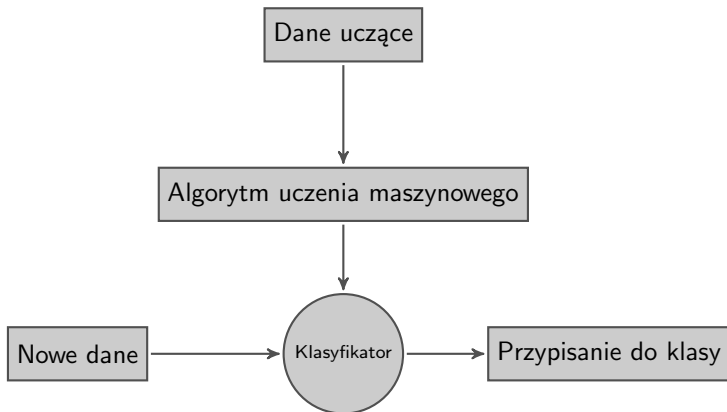 Dane uczące
Algorytm uczenia maszynowego
Nowe dane
Klasyfikator
Przypisanie do klasy